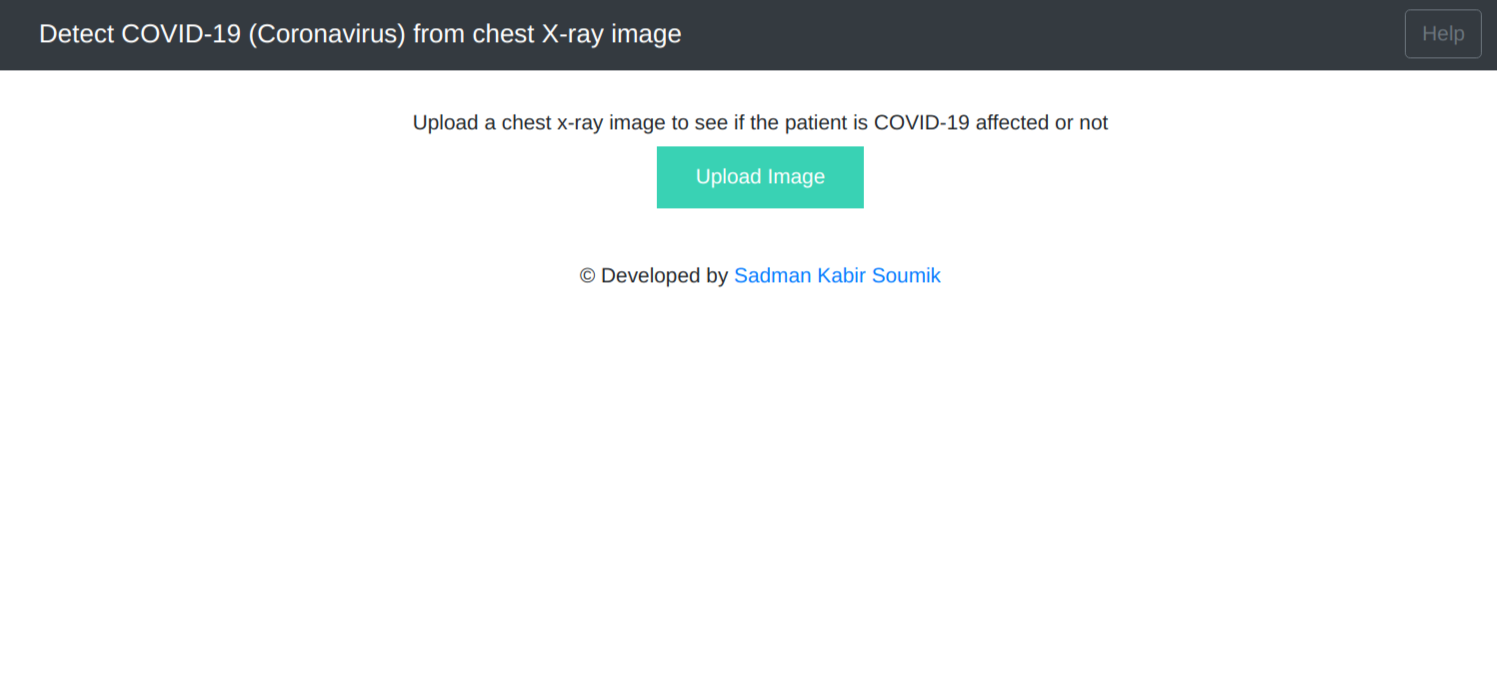 Detect COVID-19 (Coronavirus) from chest X-ray image
Help
Upload a chest x-ray image to see if the patient is COVID-19 affected or not
Upload Image
© Developed by Sadman Kabir Soumik